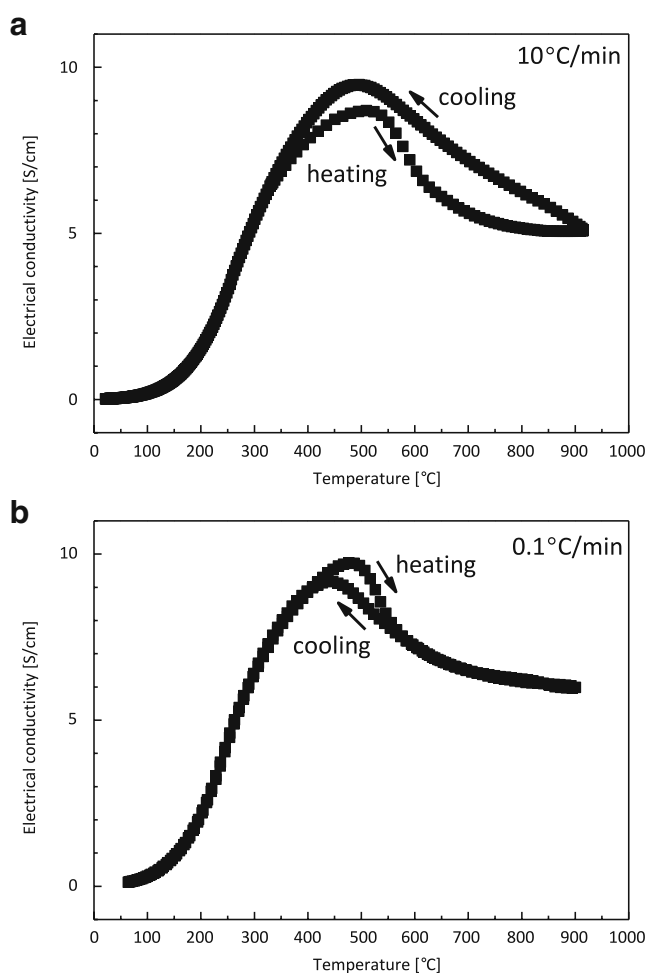 a
10°C/min
10
cooling
heating
5
0
Electrical conductivity [S/cm]
0 100 200 300 400 500 600 700 800 900 1000
Temperature [°C]
b
0.1°C/min
10
heating
cooling
5
0
Electrical conductivity [S/cm]
0 100 200 300 400 500 600 700 800 900 1000
Temperature [°C]